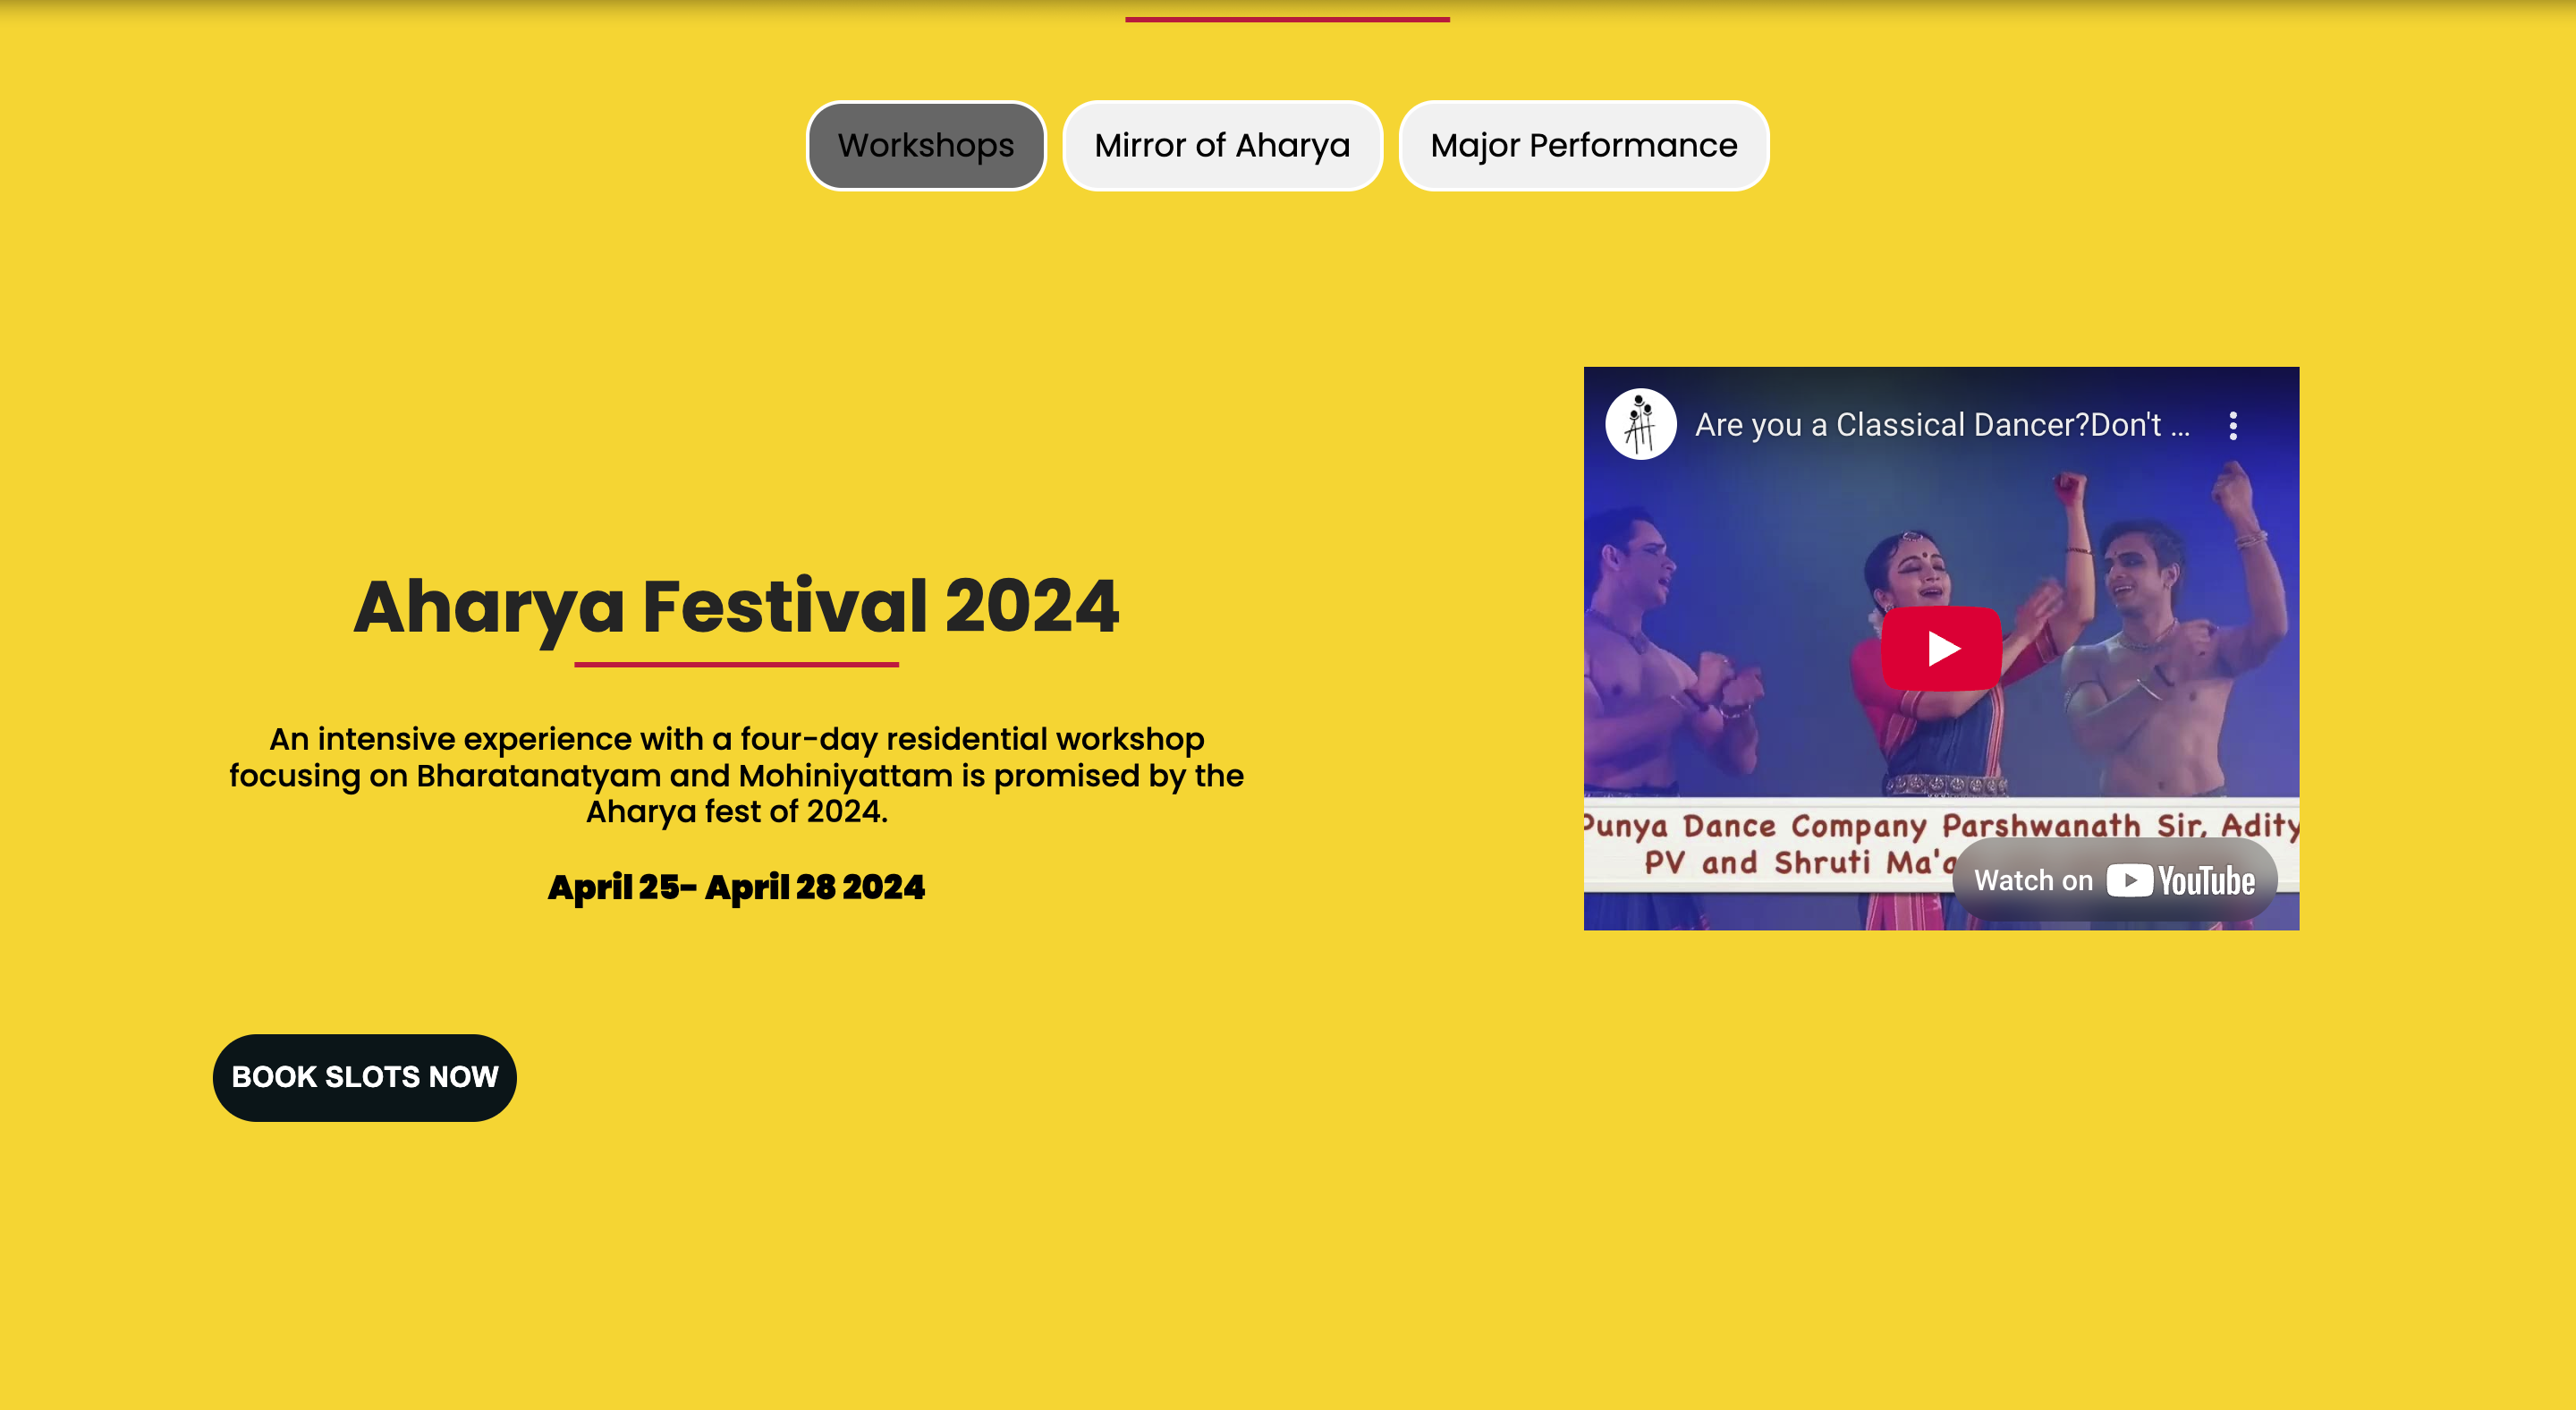 Workshops
Mirror of Aharya
Major Performance
Are you a Classical Dancer?Don't ...
Aharya Festival 2024
An intensive experience with a four-day residential workshop
focusing on Bharatanatyam and Mohiniyattam is promised by the
Aharya fest of 2024.
April 25- April 28 2024
Punya Dance Company Parshwanath Sir, Adity
PV and Shruti Ma'a
Watch on YouTube
BOOK SLOTS NOW